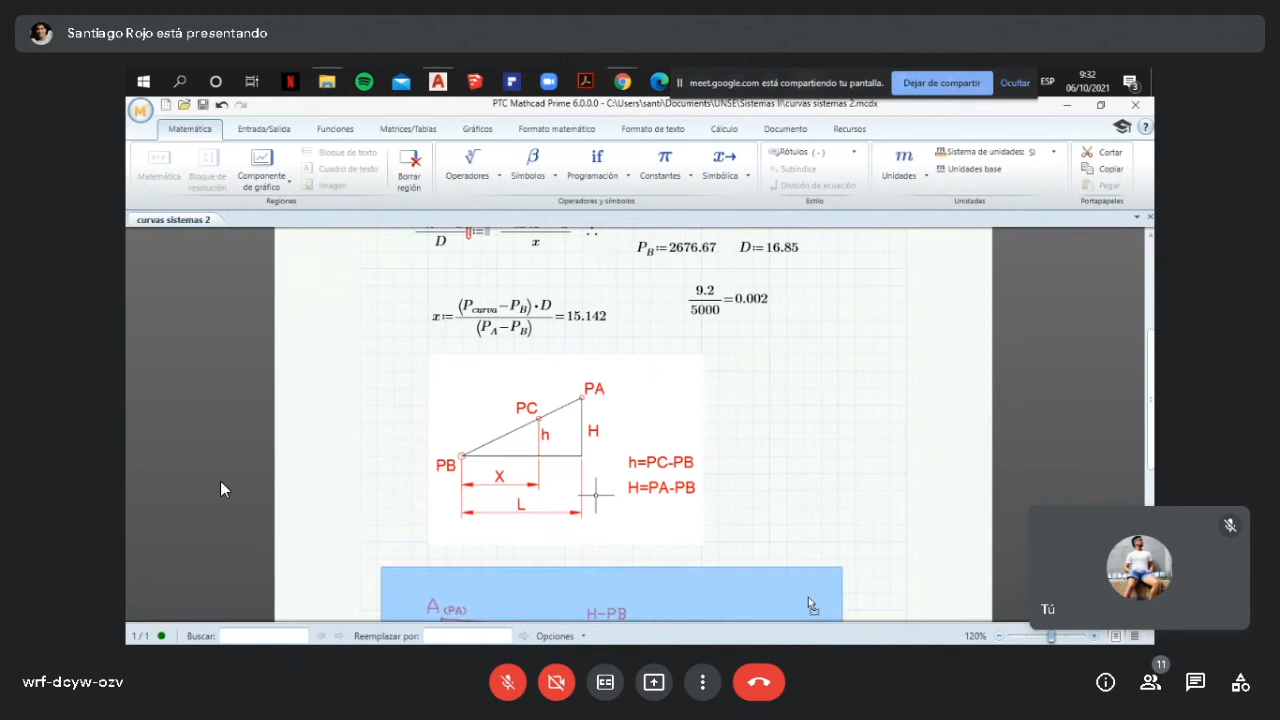 Santiago Rojo está presentando
meet.google.com está compartiendo tu pantalla.
Dejar de compartir
Ocultar
ESP
9:32
06/10/2021
3
PTC Mathcad Prime 6.0.0.0 - C:\Users\santi\Documents\UNSE\Sistemas II\curvas sistemas 2.mcdx
Matemática
Entrada/Salida
Funciones
Matrices/Tablas
Gráficos
Formato matemático
Formato de texto
Cálculo
Documento
Recursos
Matemática
Bloque de resolución
Componente de gráfico
Bloque de texto
Cuadro de texto
Imagen
Borrar región
Operadores
Símbolos
Programación
Constantes
Simbólica
Rótulos (-)
Subíndice
División de ecuación
Unidades
Sistema de unidades: SI
Unidades base
Cortar
Copiar
Pegar
Regiones
Operadores y símbolos
Estilo
Unidades
Portapapeles
curvas sistemas 2
D
x
∴
P_B:=2676.67 D:=16.85
x:=(P_curva−P_B)·D/(P_A−P_B)=15.142
9.2/5000=0.002
PA
PC
h
H
PB
X
L
h=PC-PB
H=PA-PB
A (PA)
H-PB
1 / 1
Buscar:
Reemplazar por:
Opciones
120%
Tú
wrf-dcyw-ozv
11